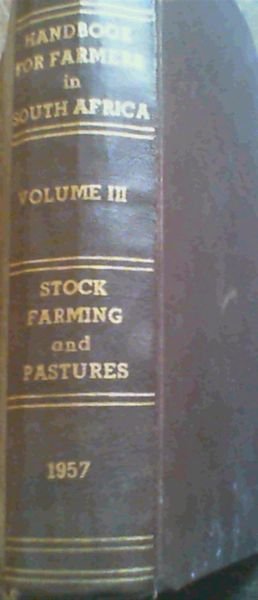 HANDBOOK
FOR FARMERS
in
SOUTH AFRICA
VOLUME III
STOCK
FARMING
and
PASTURES
1957